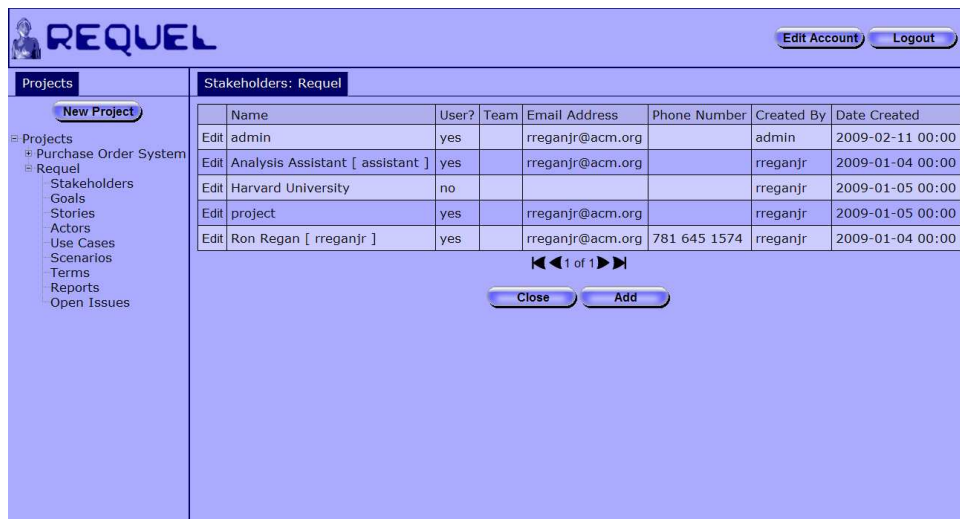 REQUEL
Edit Account Logout
Projects
New Project
Projects
Purchase Order System
Requel
Stakeholders
Goals
Stories
Actors
Use Cases
Scenarios
Terms
Reports
Open Issues
Stakeholders: Requel
Name User? Team Email Address Phone Number Created By Date Created
Edit admin yes rreganjr@acm.org admin 2009-02-11 00:00
Edit Analysis Assistant [ assistant ] yes rreganjr@acm.org rreganjr 2009-01-04 00:00
Edit Harvard University no rreganjr 2009-01-05 00:00
Edit project yes rreganjr@acm.org rreganjr 2009-01-05 00:00
Edit Ron Regan [ rreganjr ] yes rreganjr@acm.org 781 645 1574 rreganjr 2009-01-04 00:00
1 of 1
Close Add